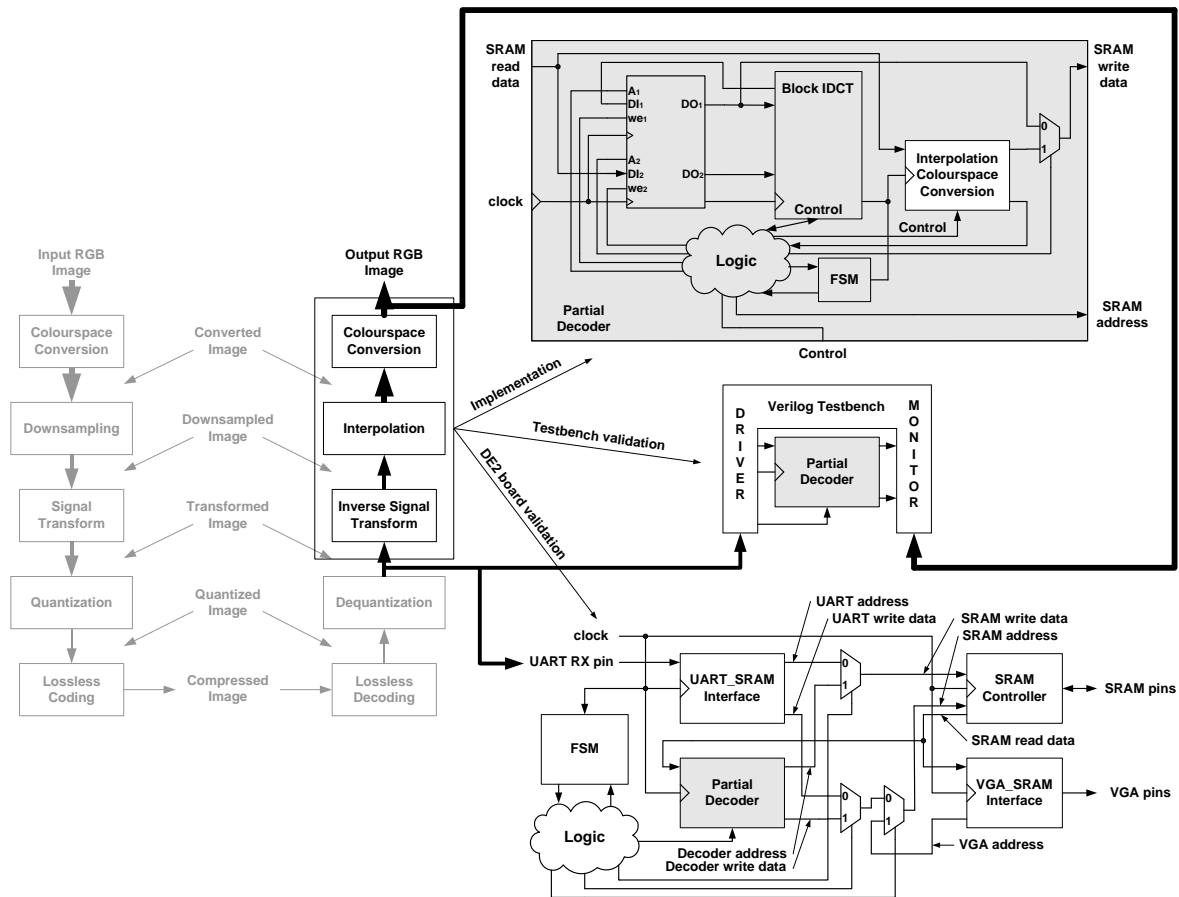 SRAM
read
data
SRAM
write
data
A1
DI1
we1
DO1
A2
DI2
we2
DO2
Block IDCT
Control
Interpolation
Colourspace
Conversion
0
1
clock
Control
Logic
FSM
Partial
Decoder
SRAM
address
Control
Input RGB
Image
Output RGB
Image
Colourspace
Conversion
Converted
Image
Colourspace
Conversion
Downsampling
Downsampled
Image
Interpolation
Signal
Transform
Transformed
Image
Inverse Signal
Transform
Quantization
Quantized
Image
Dequantization
Lossless
Coding
Compressed
Image
Lossless
Decoding
Implementation
Testbench validation
DE2 board validation
DRIVER
Verilog Testbench
Partial
Decoder
MONITOR
UART address
UART write data
SRAM write data
SRAM address
clock
UART RX pin
UART_SRAM
Interface
0
1
SRAM
Controller
SRAM pins
SRAM read data
FSM
Partial
Decoder
0
1
0
1
VGA_SRAM
Interface
VGA pins
Logic
Decoder address
Decoder write data
VGA address